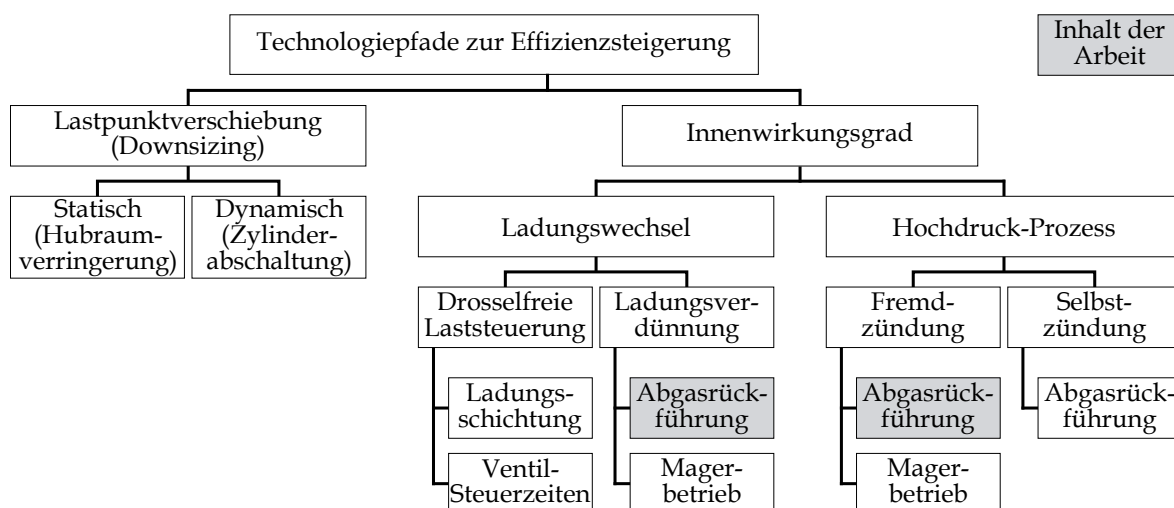 Technologiepfade zur Effizienzsteigerung
Inhalt der
Arbeit
Lastpunktverschiebung
(Downsizing)
Innenwirkungsgrad
Statisch
(Hubraum-
verringerung)
Dynamisch
(Zylinder-
abschaltung)
Ladungswechsel
Hochdruck-Prozess
Drosselfreie
Laststeuerung
Ladungsver-
dünnung
Fremd-
zündung
Selbst-
zündung
Ladungs-
schichtung
Abgasrück-
führung
Abgasrück-
führung
Abgasrück-
führung
Ventil-
Steuerzeiten
Mager-
betrieb
Mager-
betrieb